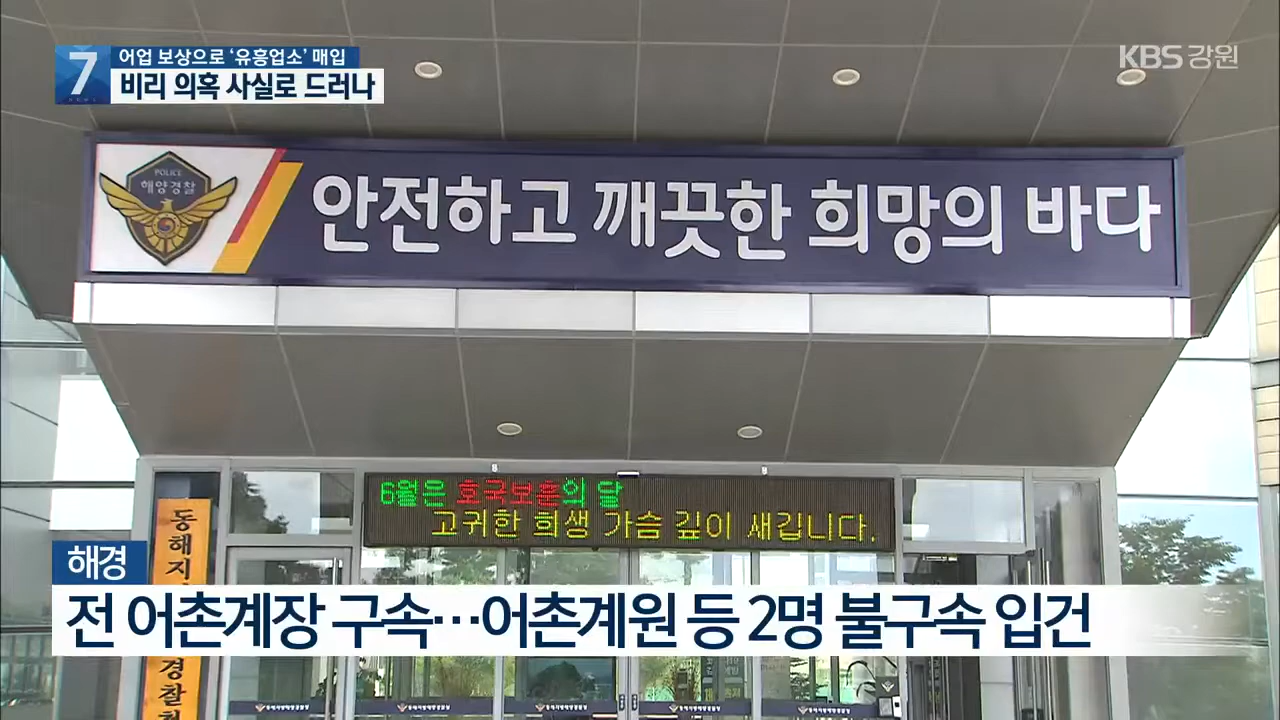 7
NEWS
어업 보상으로 ‘유흥업소’ 매입
비리 의혹 사실로 드러나
KBS 강원
POLICE
해양경찰
안전하고 깨끗한 희망의 바다
6월은 호국보훈의 달
고귀한 희생 가슴 깊이 새깁니다.
동해지
경찰청
해경
전 어촌계장 구속…어촌계원 등 2명 불구속 입건